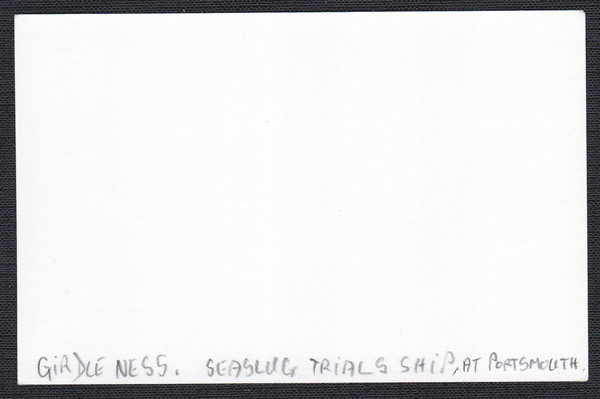 GiRDLE NESS. SEASLUG TRiALS SHiP, AT PORTSMOUTH.